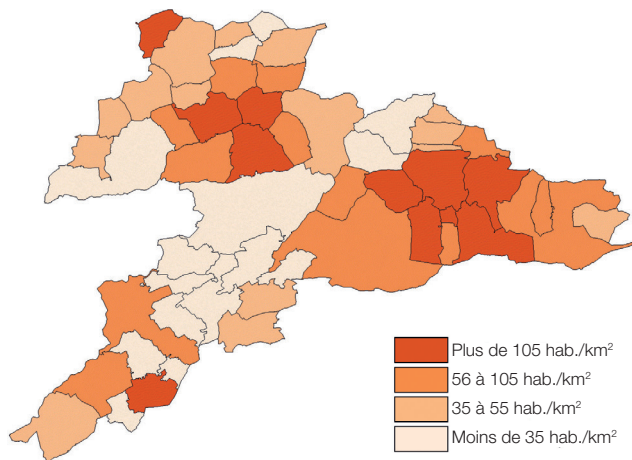 Plus de 105 hab./km²
56 à 105 hab./km²
35 à 55 hab./km²
Moins de 35 hab./km²